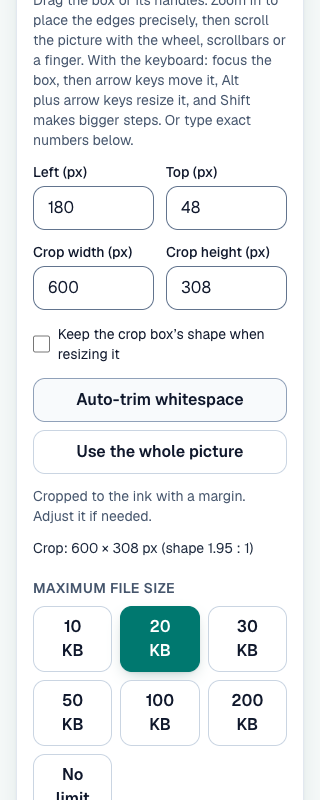 Drag the box or its handles. Zoom in to
place the edges precisely, then scroll
the picture with the wheel, scrollbars or
a finger. With the keyboard: focus the
box, then arrow keys move it, Alt
plus arrow keys resize it, and Shift
makes bigger steps. Or type exact
numbers below.
Left (px)
Top (px)
180
48
Crop width (px)
Crop height (px)
600
308
Keep the crop box's shape when
resizing it
Auto-trim whitespace
Use the whole picture
Cropped to the ink with a margin.
Adjust it if needed.
Crop: 600 × 308 px (shape 1.95 : 1)
MAXIMUM FILE SIZE
10
KB
20
KB
30
KB
50
KB
100
KB
200
KB
No
limit